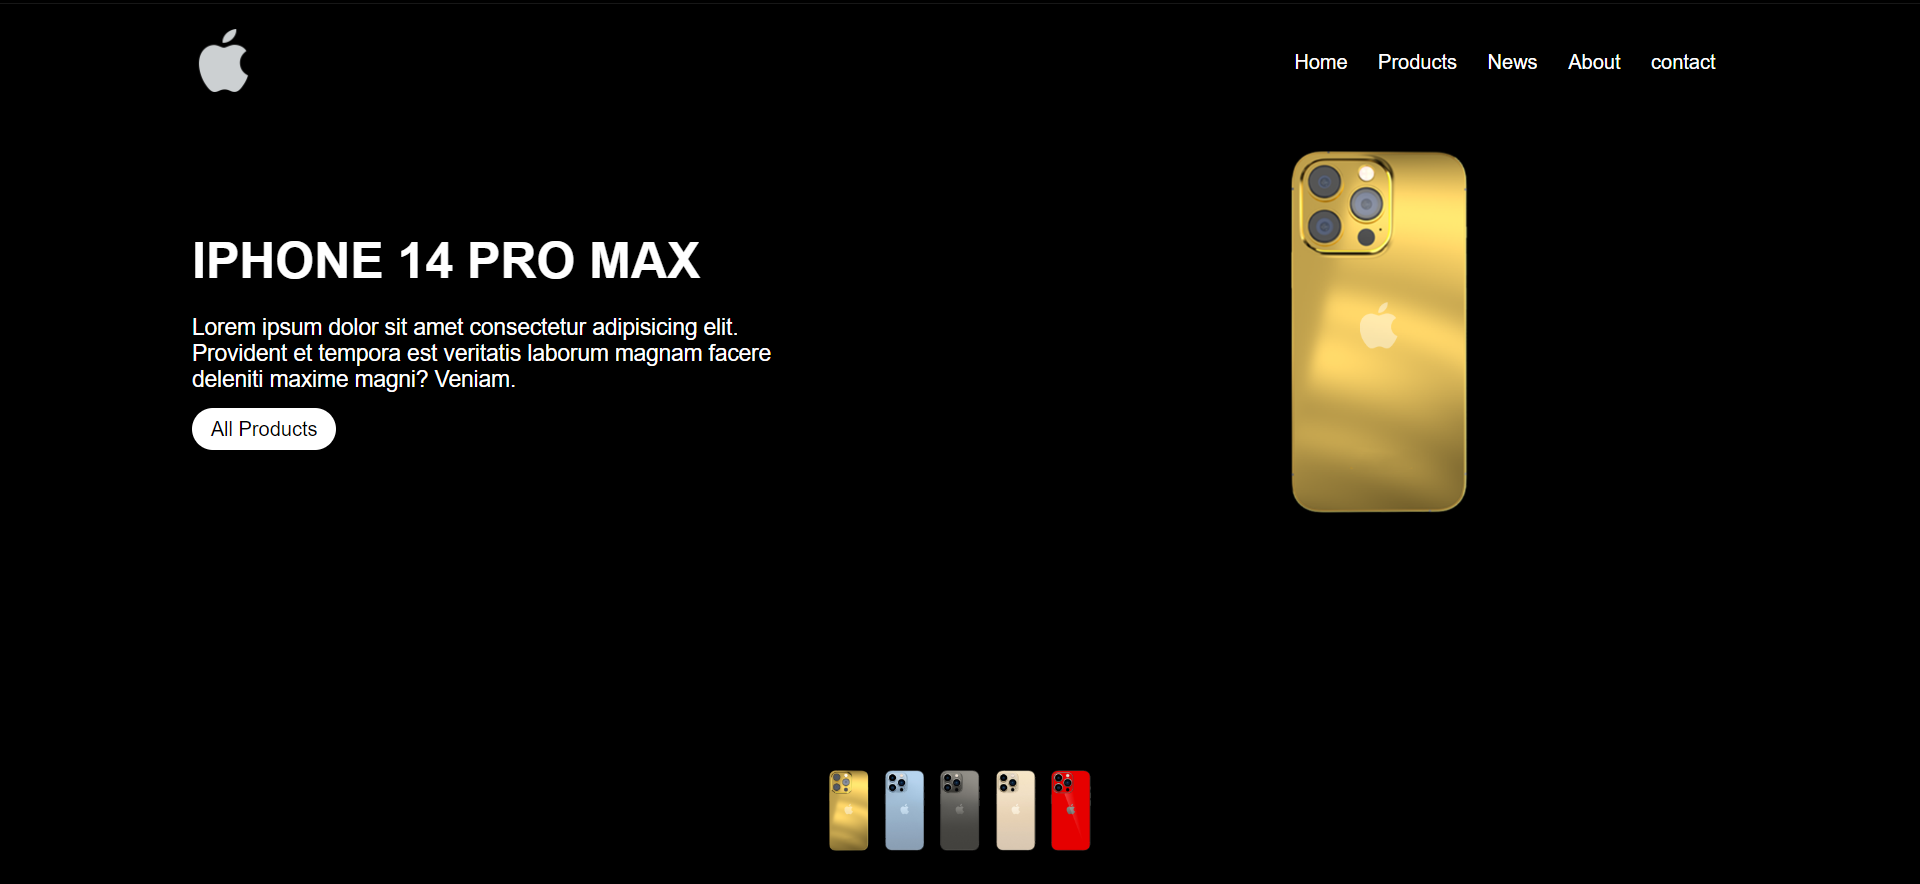 Home Products News About contact
IPHONE 14 PRO MAX
Lorem ipsum dolor sit amet consectetur adipisicing elit.
Provident et tempora est veritatis laborum magnam facere
deleniti maxime magni? Veniam.
All Products